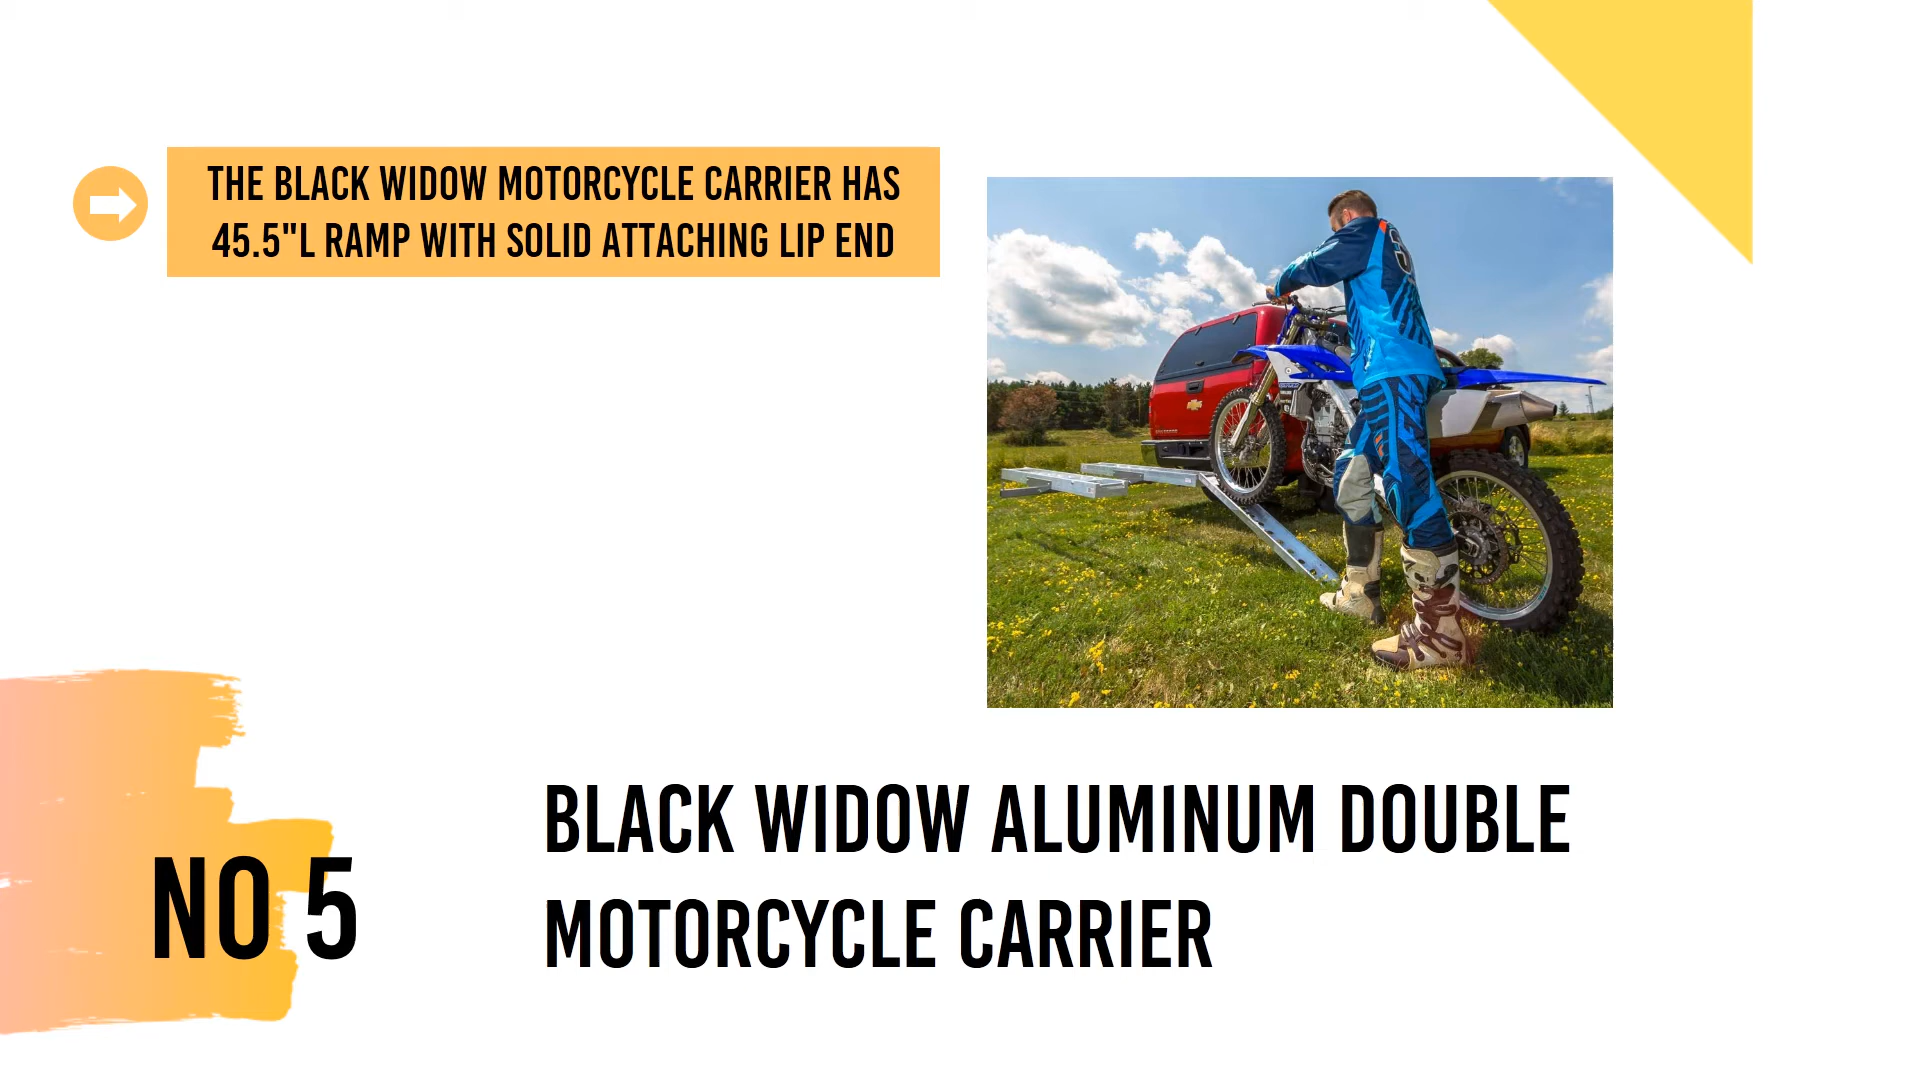 THE BLACK WIDOW MOTORCYCLE CARRIER HAS
45.5"L RAMP WITH SOLID ATTACHING LIP END
NO 5
BLACK WIDOW ALUMINUM DOUBLE
MOTORCYCLE CARRIER